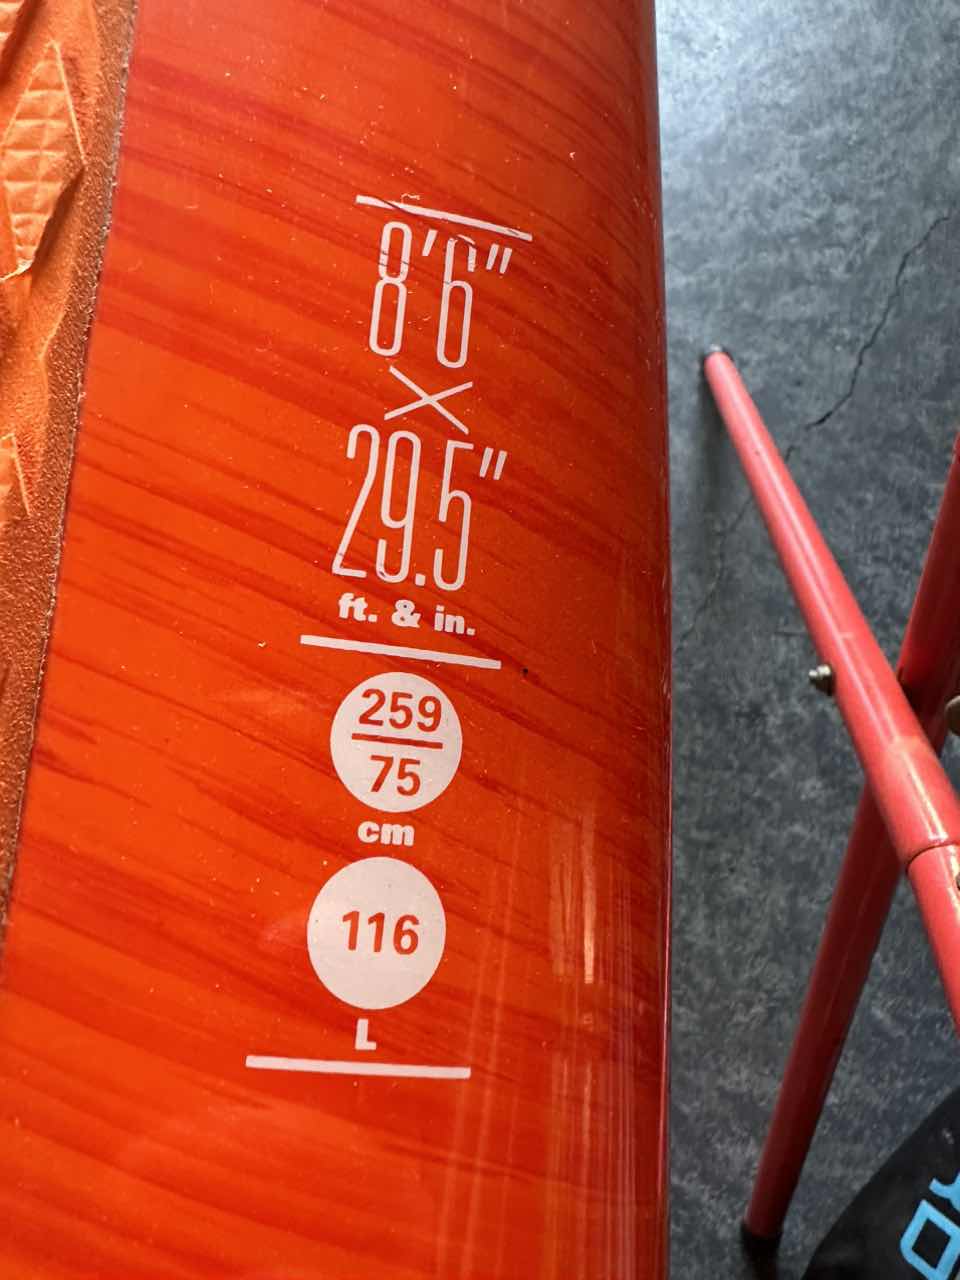 8'6"
×
29.5"
ft. & in.
259
75
cm
116
L